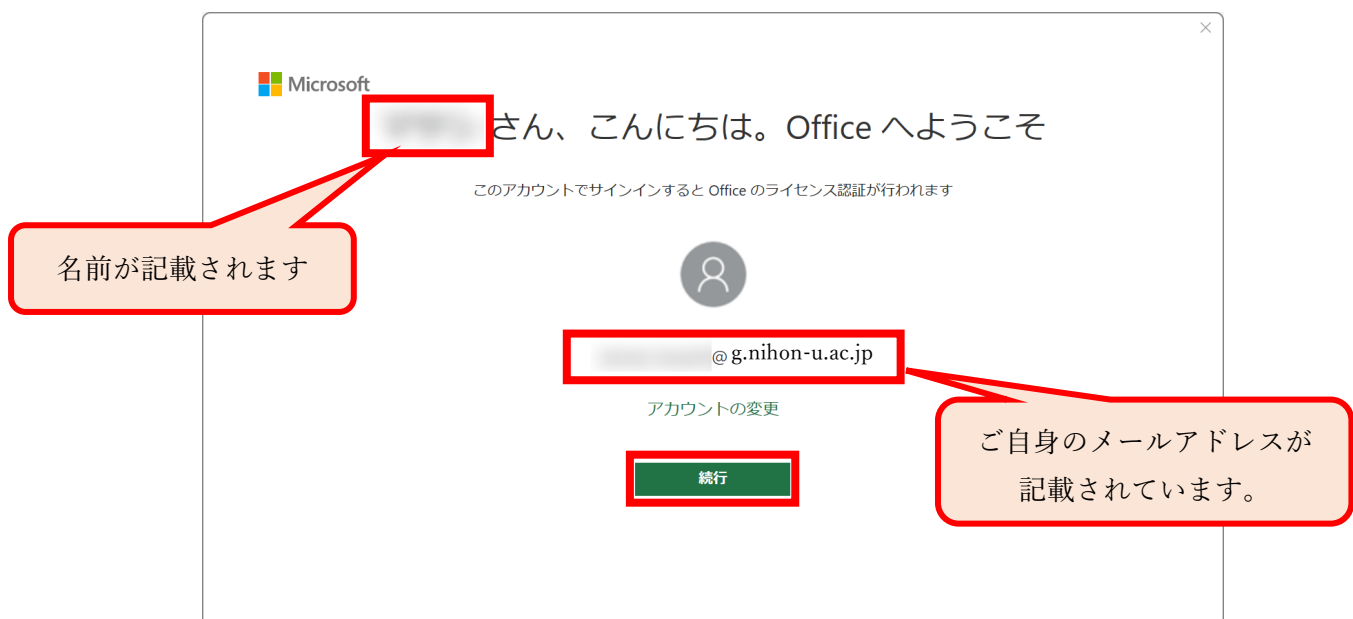 Microsoft
さん、こんにちは。Office へようこそ
このアカウントでサインインすると Office のライセンス認証が行われます
名前が記載されます
@ g.nihon-u.ac.jp
アカウントの変更
ご自身のメールアドレスが
記載されています。
続行